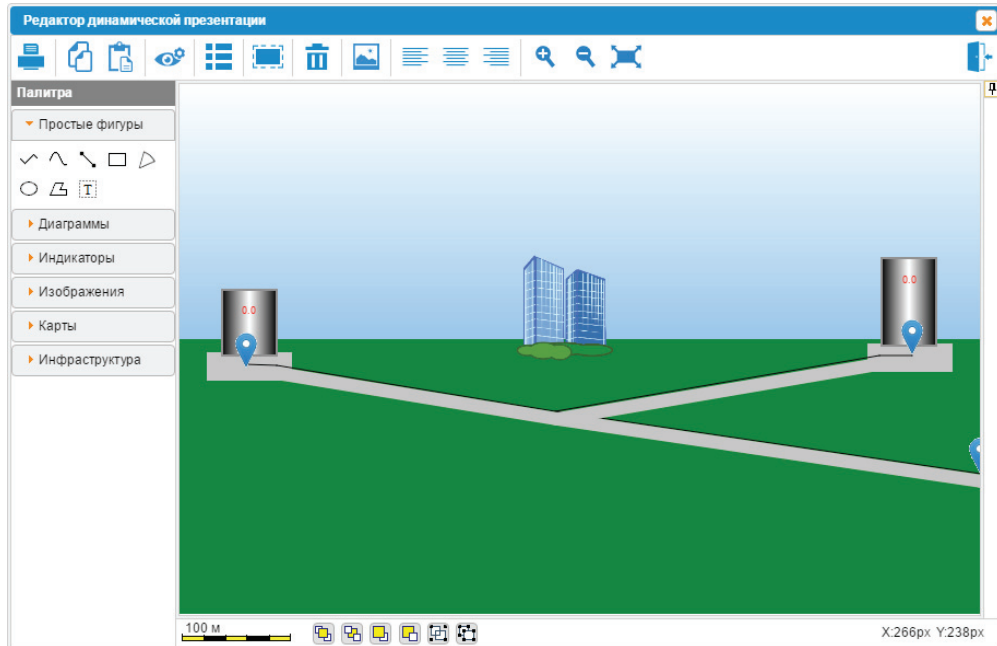 Редактор динамической презентации
Палитра
Простые фигуры
T
Диаграммы
Индикаторы
Изображения
Карты
Инфраструктура
0.0
0.0
100 м
X:266px Y:238px